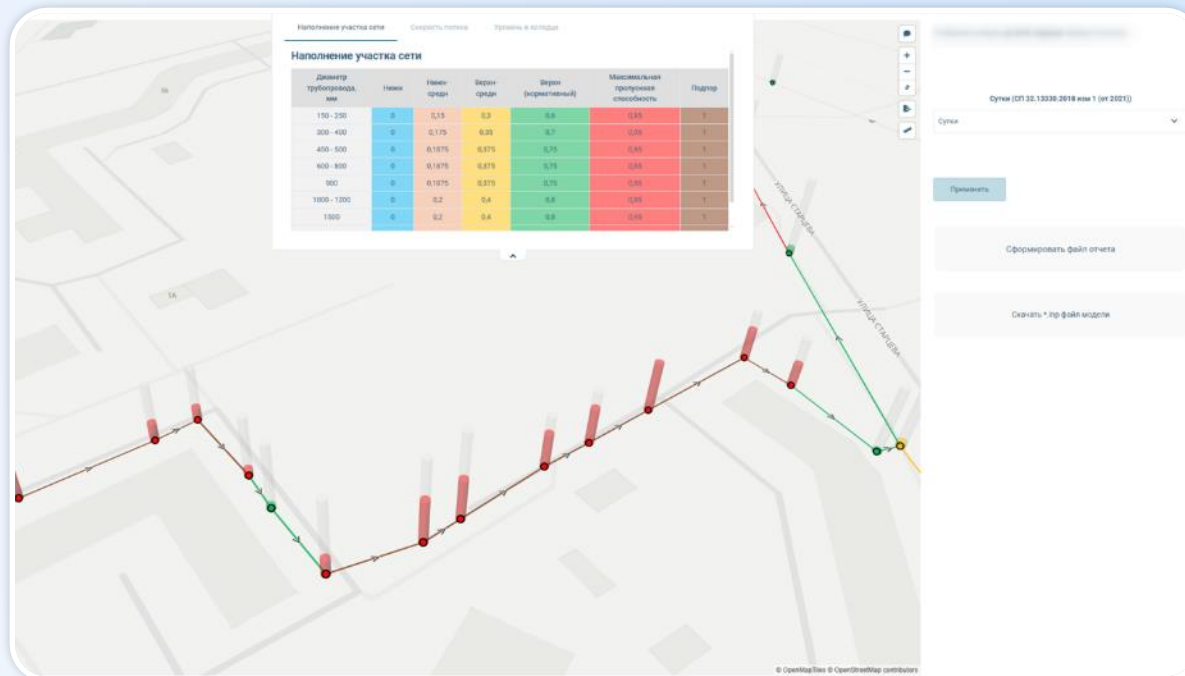 Наполнение участка сети Скорость потока Уровень в колодце
Наполнение участка сети
Диаметр трубопровода, мм Нижн Нижн-средн Верхн-средн Верхн (нормативный) Максимальная пропускная способность Подпор
150 - 250 0 0,15 0,3 0,6 0,95 1
300 - 400 0 0,175 0,35 0,7 0,95 1
450 - 500 0 0,1875 0,375 0,75 0,95 1
600 - 800 0 0,1875 0,375 0,75 0,95 1
900 0 0,1875 0,375 0,75 0,95 1
1000 - 1200 0 0,2 0,4 0,8 0,95 1
1500 0 0,2 0,4 0,8 0,95 1
Сутки (СП 32.13330.2018 изм 1 (от 2021))
Сутки
Применить
Сформировать файл отчета
Скачать *.inp файл модели
1А
УЛИЦА СТАРЦЕВА
УЛИЦА СТАРЦЕВА
© OpenMapTiles © OpenStreetMap contributors